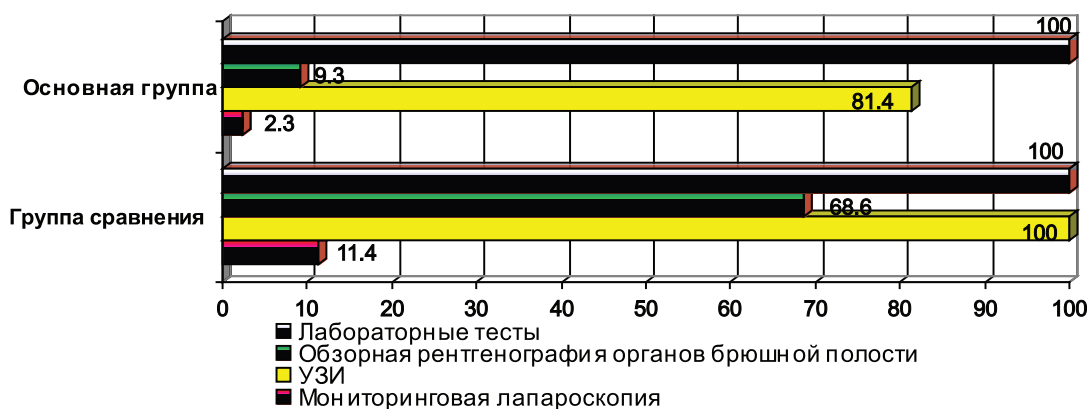 100
9.3
Основная группа
81.4
2.3
100
Группа сравнения
68.6
100
11.4
0 10 20 30 40 50 60 70 80 90 100
Лабораторные тесты
Обзорная рентгенография органов брюшной полости
УЗИ
Мониторинговая лапароскопия